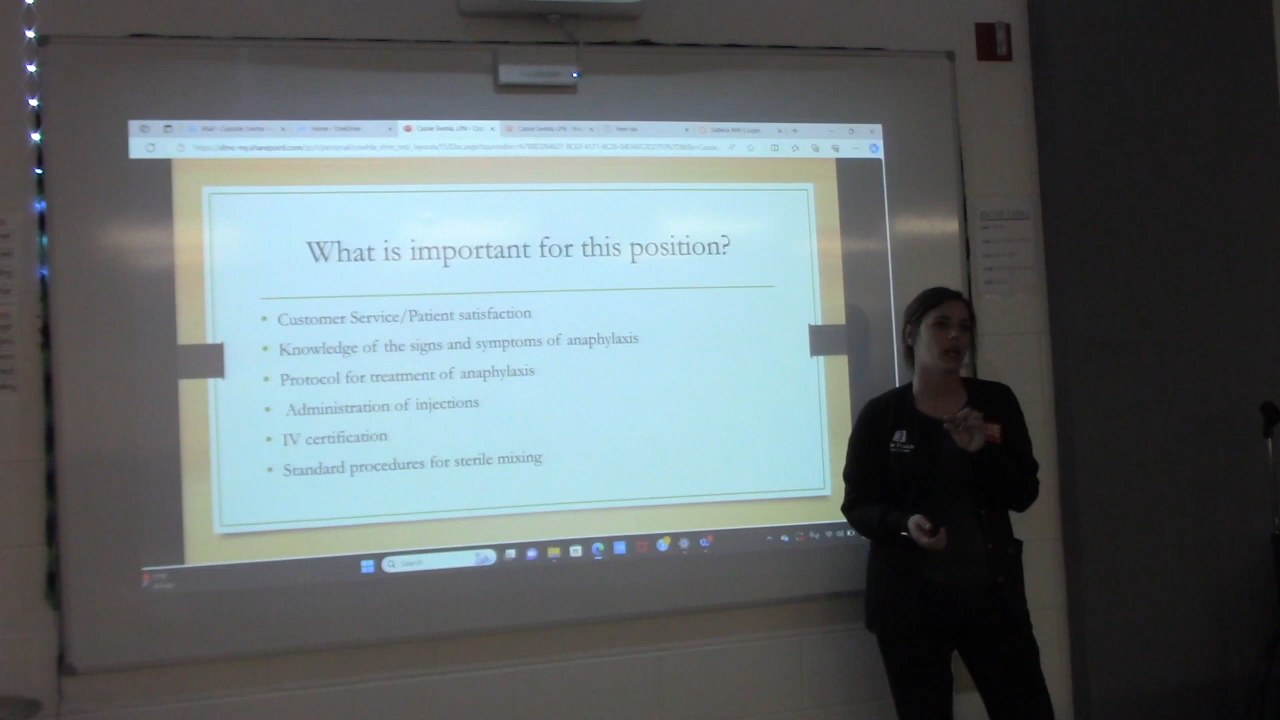 What is important for this position?
Customer Service/Patient satisfaction
Knowledge of the signs and symptoms of anaphylaxis
Protocol for treatment of anaphylaxis
Administration of injections
IV certification
Standard procedures for sterile mixing
Search